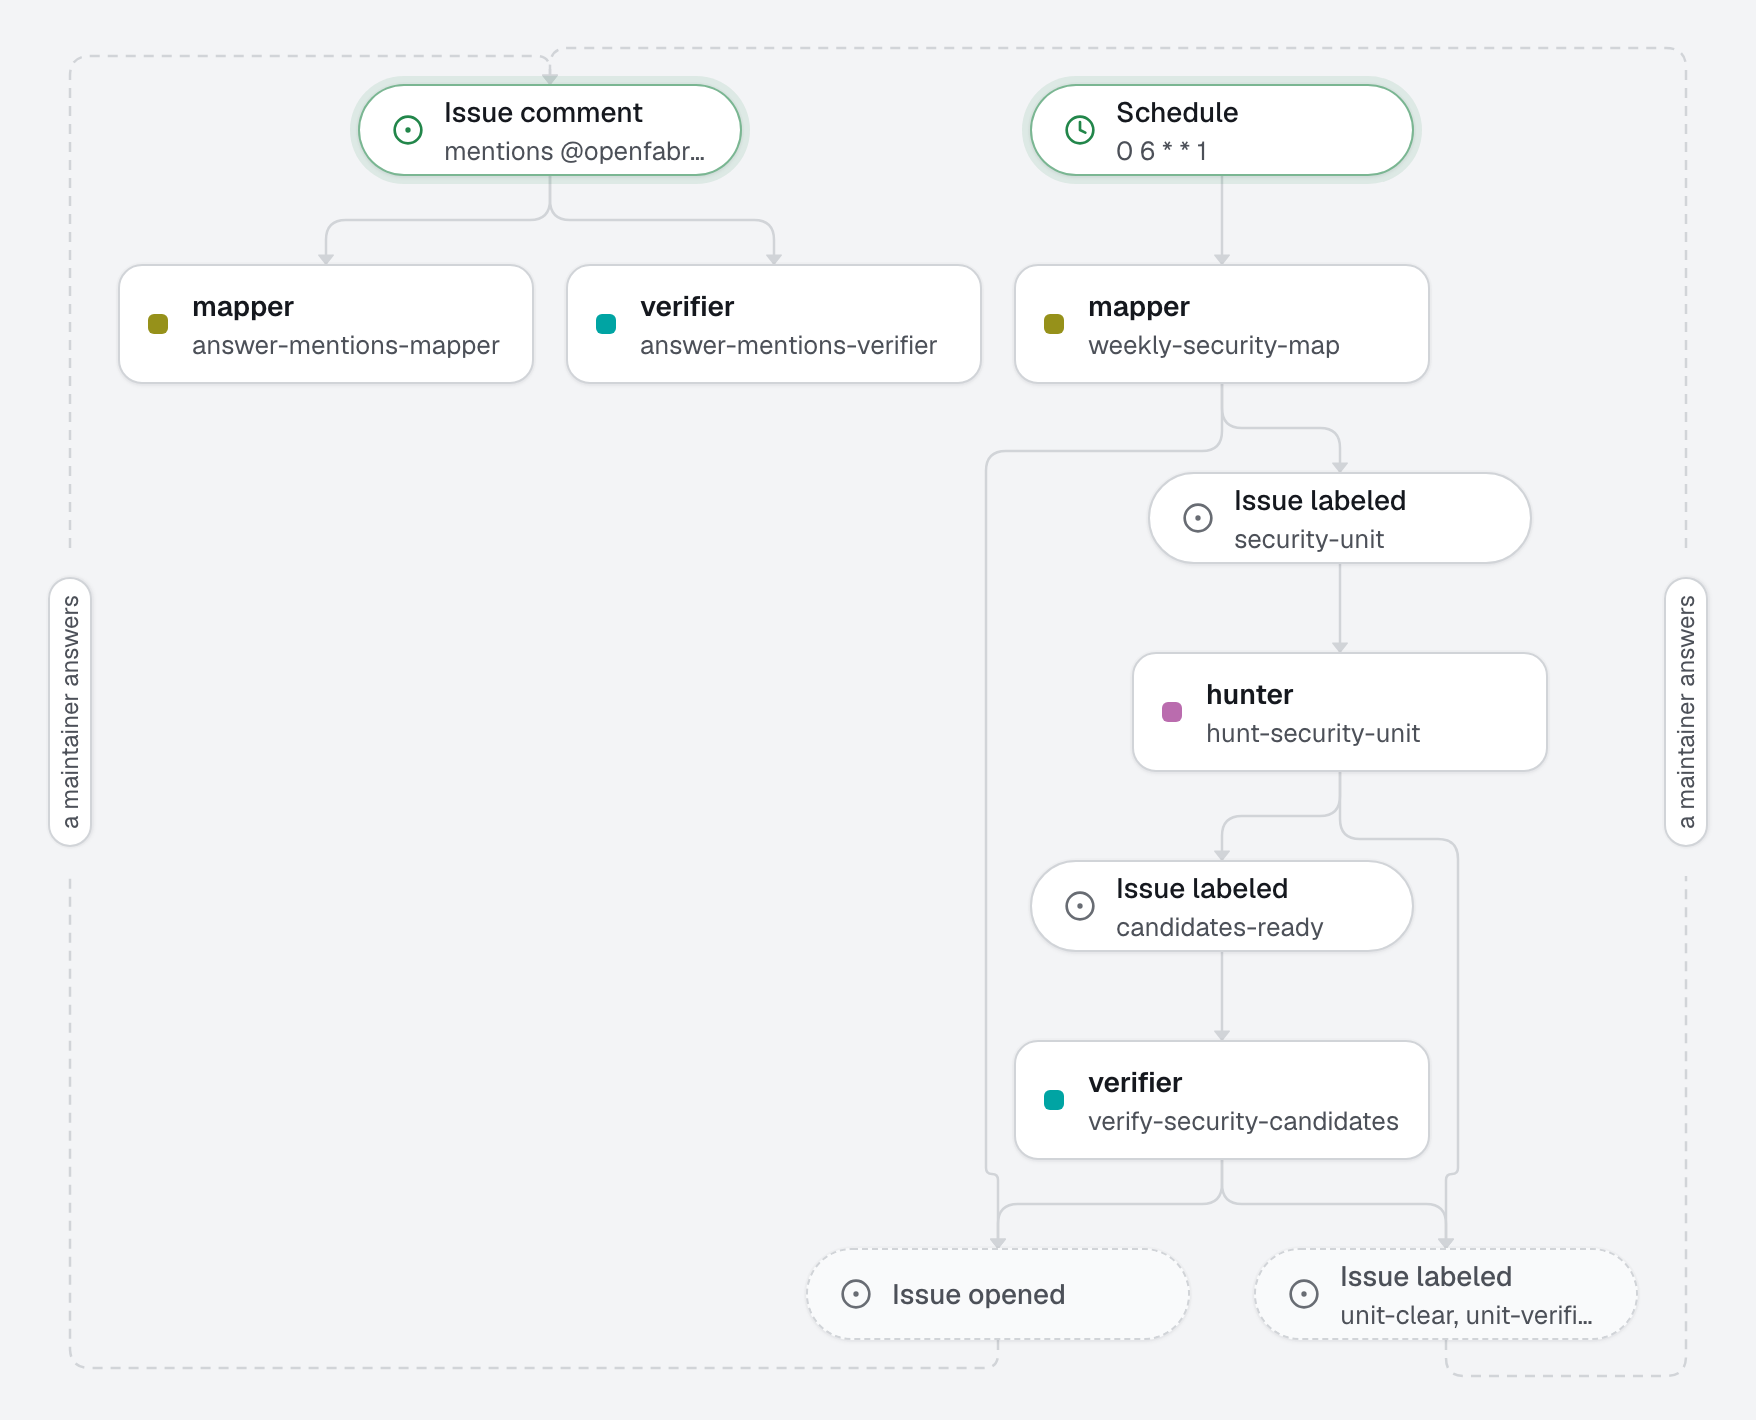 Issue comment
mentions @openfabr...
Schedule
0 6 * * 1
mapper
answer-mentions-mapper
verifier
answer-mentions-verifier
mapper
weekly-security-map
Issue labeled
security-unit
a maintainer answers
a maintainer answers
hunter
hunt-security-unit
Issue labeled
candidates-ready
verifier
verify-security-candidates
Issue opened
Issue labeled
unit-clear, unit-verifi...